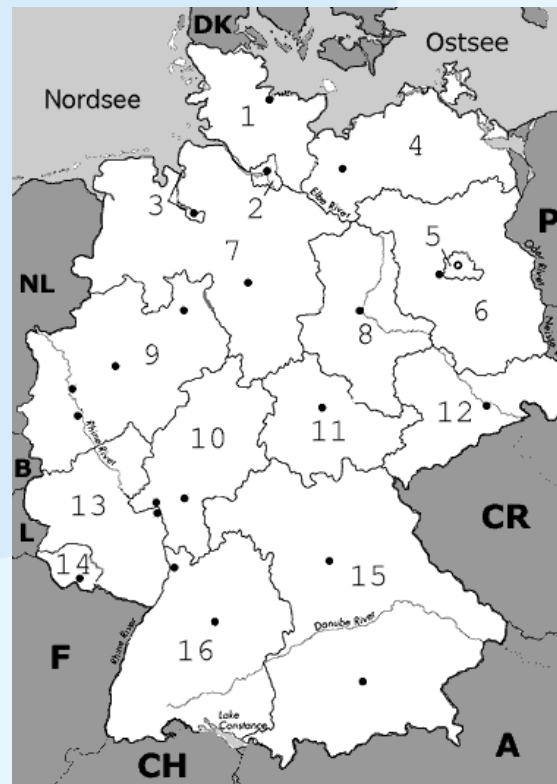 DK
Ostsee
Nordsee
1
4
3
2
Elbe River
P
7
5
NL
6
Oder River
8
Neisse
9
12
10
11
Rhine River
B
13
CR
L
14
15
F
Danube River
Rhine River
16
Lake
Constance
A
CH